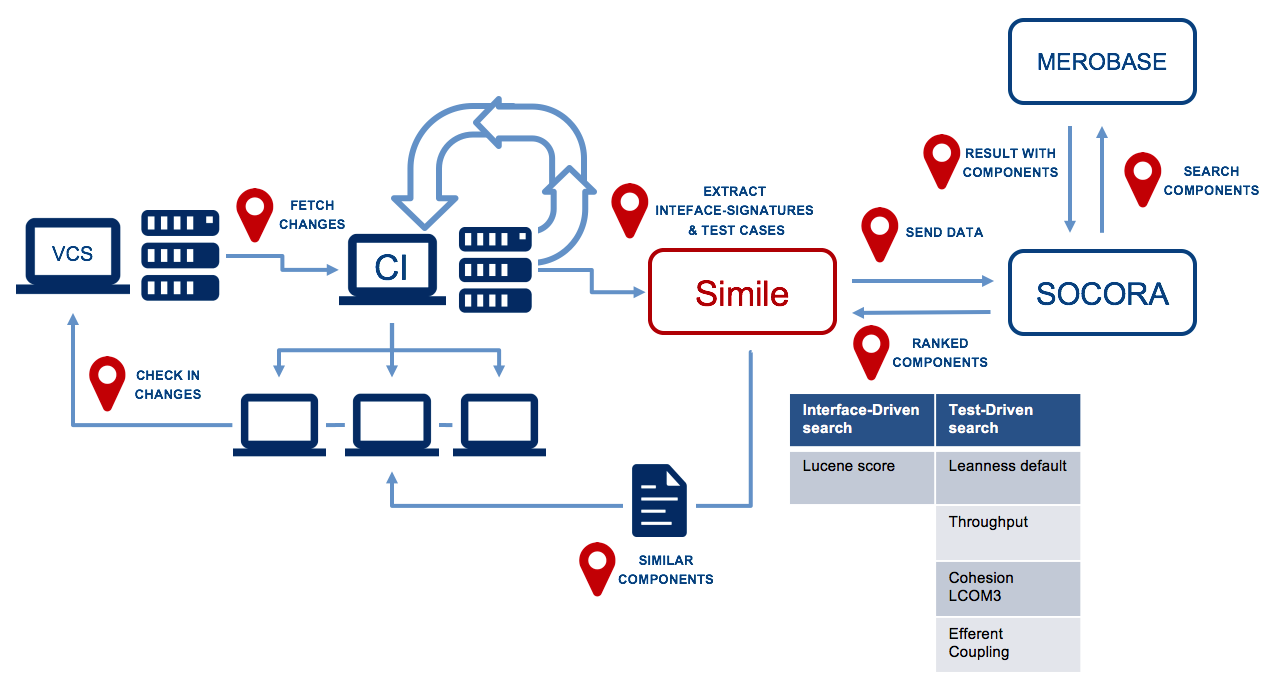 MEROBASE
RESULT WITH
COMPONENTS
SEARCH
COMPONENTS
FETCH
CHANGES
EXTRACT
INTEFACE-SIGNATURES
& TEST CASES
SEND DATA
VCS
CI
Simile
SOCORA
RANKED
COMPONENTS
CHECK IN
CHANGES
Interface-Driven
search
Test-Driven
search
Lucene score
Leanness default
Throughput
Cohesion
LCOM3
Efferent
Coupling
SIMILAR
COMPONENTS